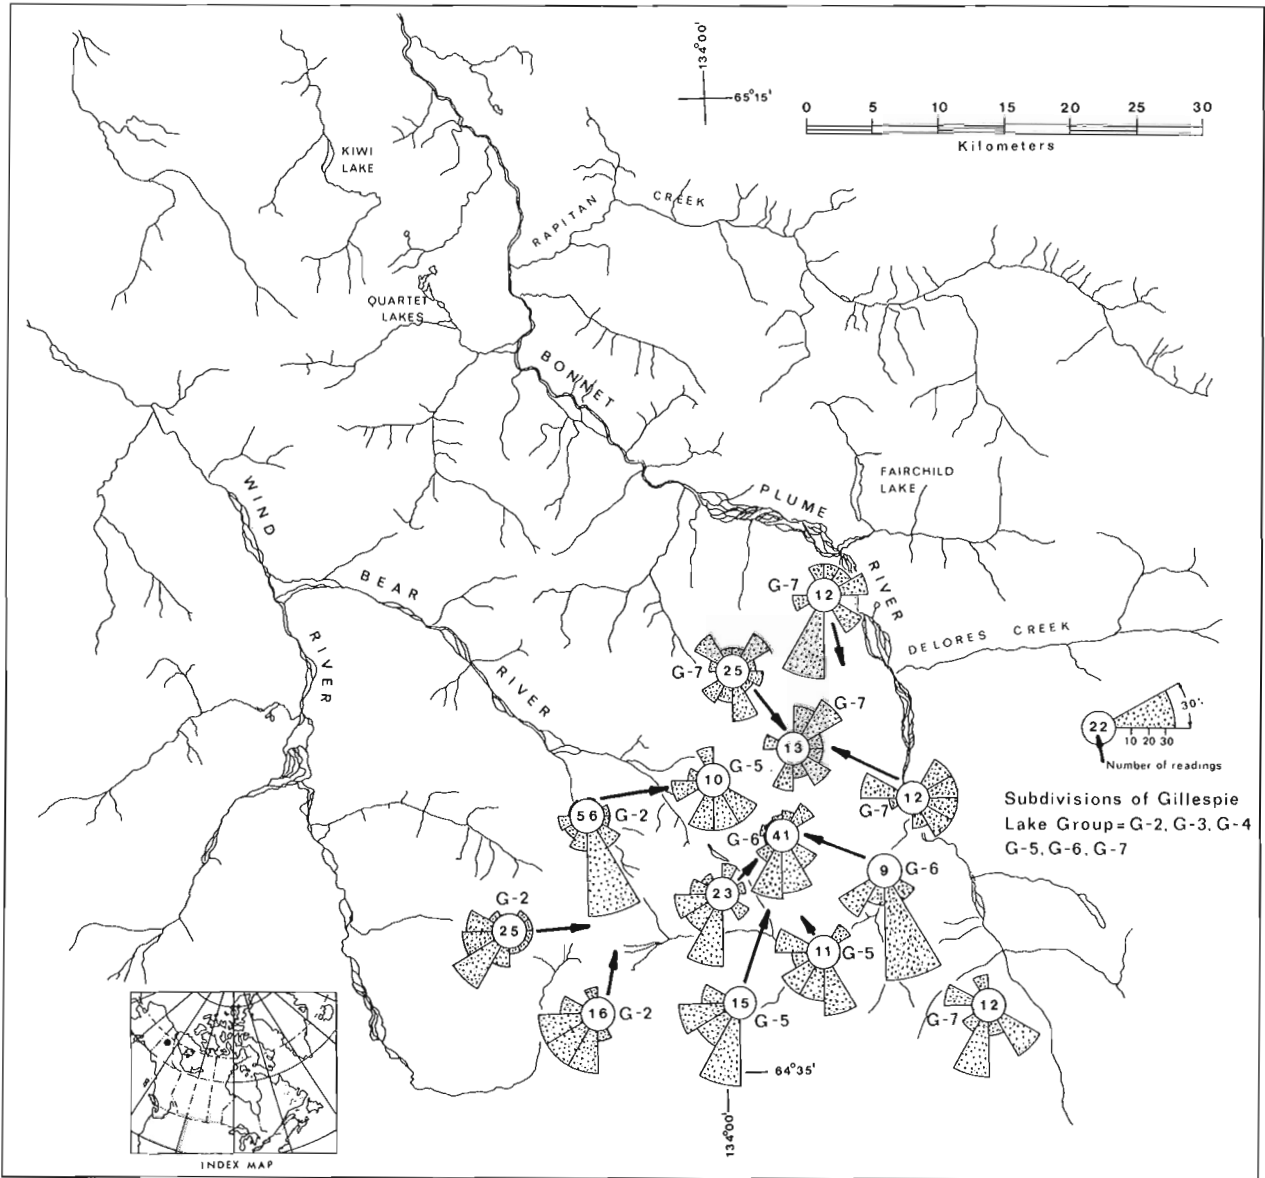 134°00'
65°15'
0 5 10 15 20 25 30
Kilometers
KIWI
LAKE
RAPITAN CREEK
QUARTET
LAKES
BONNET
PLUME
RIVER
FAIRCHILD
LAKE
WIND
RIVER
BEAR
RIVER
DELORES CREEK
G-7
12
G-7
25
G-7
13
30%
22
10 20 30
Number of readings
G-5
10
56
G-2
G-7
12
G-6
41
9
G-6
23
G-2
25
11
G-5
16
G-2
15
G-5
G-7
12
Subdivisions of Gillespie
Lake Group = G-2, G-3, G-4
G-5, G-6, G-7
64°35'
134°00'
INDEX MAP